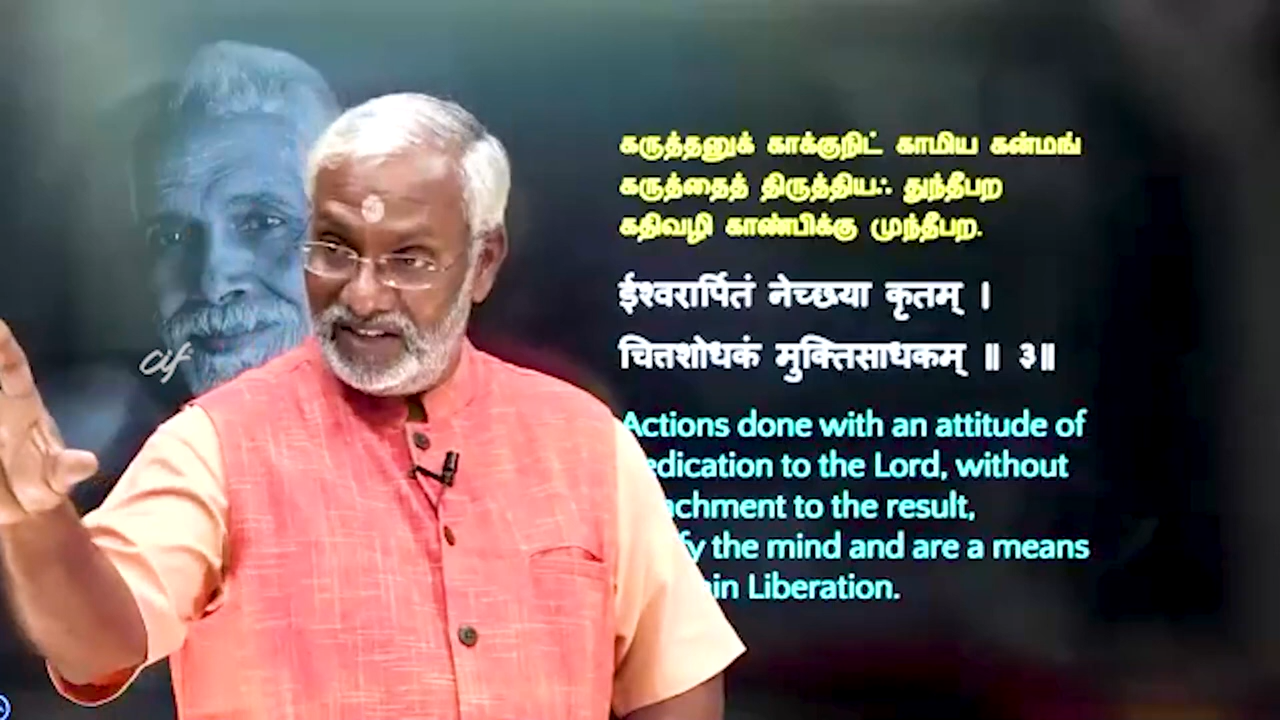 கருத்தனுக் காக்குநிட் காமிய கன்மங்
கருத்தைத் திருத்தியஃ துந்தீபற
கதிவழி காண்பிக்கு முந்தீபற.
ईश्वरार्पितं नेच्छया कृतम् ।
चित्तशोधकं मुक्तिसाधकम् ॥ ३॥
Actions done with an attitude of
edication to the Lord, without
achment to the result,
fy the mind and are a means
in Liberation.